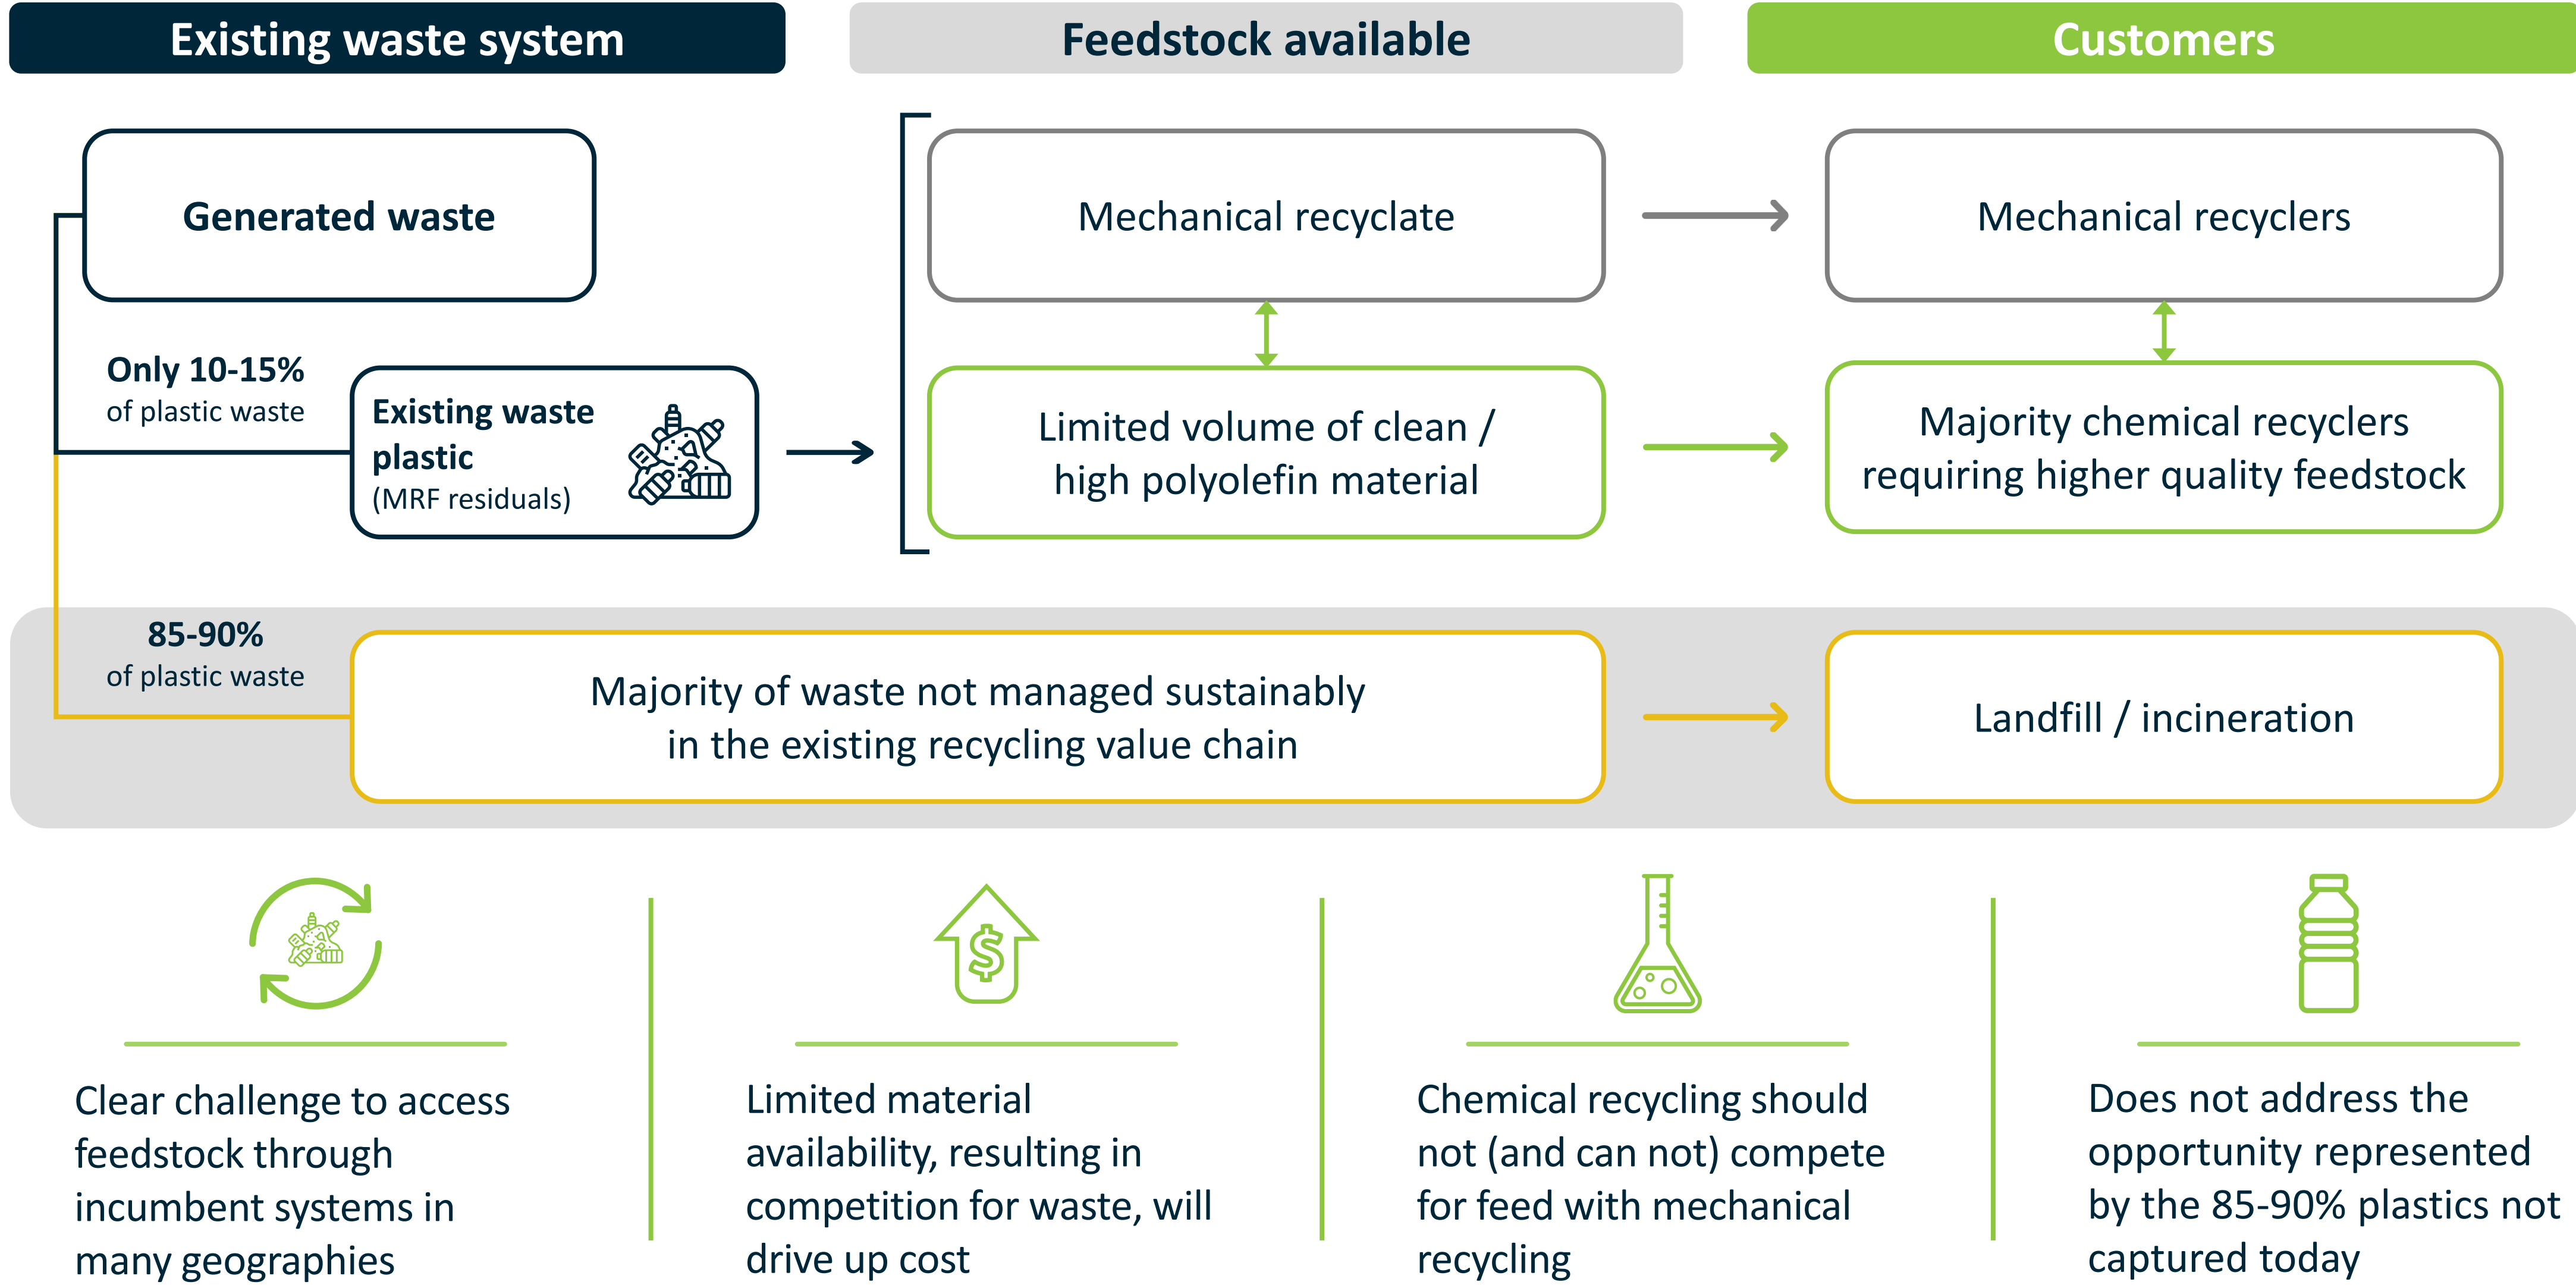 Existing waste system
Feedstock available
Customers
Generated waste
Mechanical recyclate
Mechanical recyclers
Only 10-15%
of plastic waste
Existing waste
plastic
(MRF residuals)
Limited volume of clean /
high polyolefin material
Majority chemical recyclers
requiring higher quality feedstock
85-90%
of plastic waste
Majority of waste not managed sustainably
in the existing recycling value chain
Landfill / incineration
$
Clear challenge to access
feedstock through
incumbent systems in
many geographies
Limited material
availability, resulting in
competition for waste, will
drive up cost
Chemical recycling should
not (and can not) compete
for feed with mechanical
recycling
Does not address the
opportunity represented
by the 85-90% plastics not
captured today